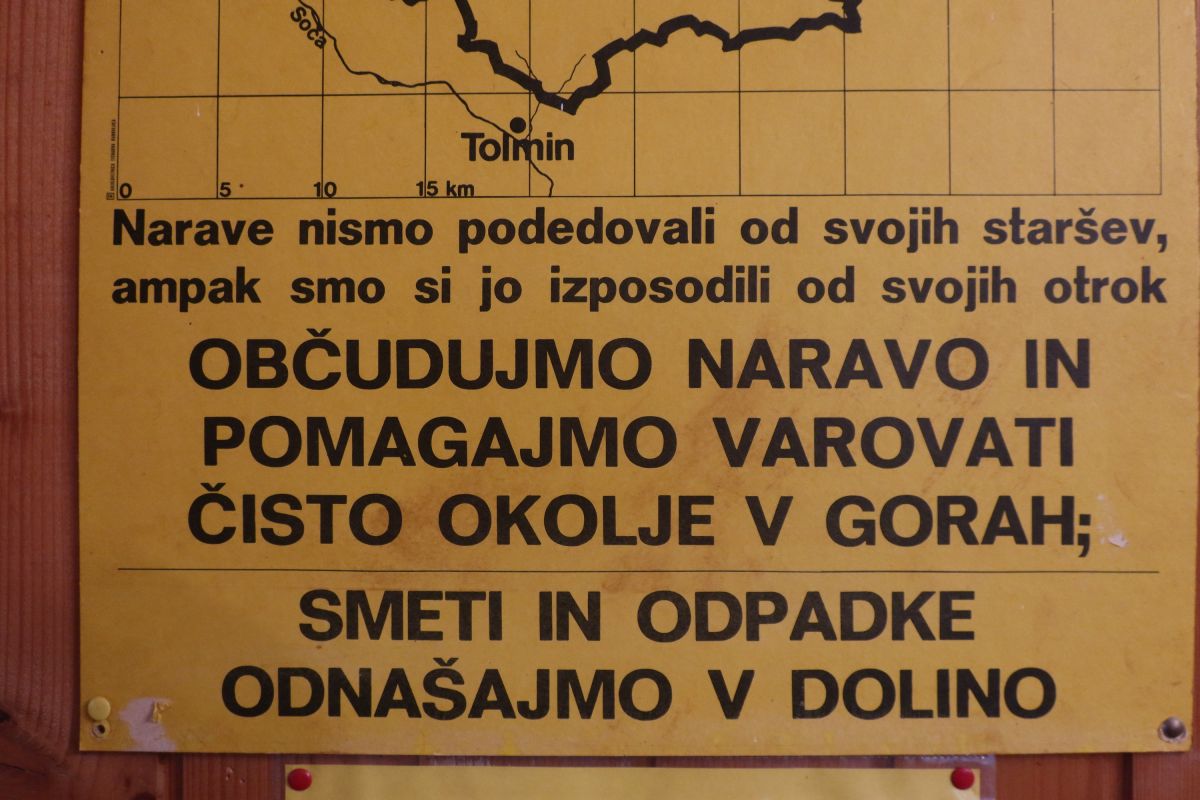 Soča
Tolmin
0 5 10 15 km
Narave nismo podedovali od svojih staršev,
ampak smo si jo izposodili od svojih otrok
OBČUDUJMO NARAVO IN
POMAGAJMO VAROVATI
ČISTO OKOLJE V GORAH;
SMETI IN ODPADKE
ODNAŠAJMO V DOLINO